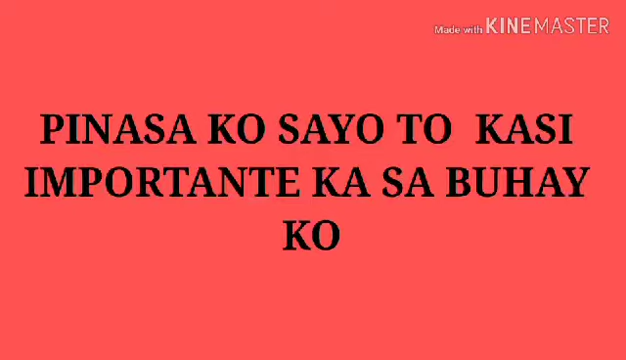 Made with KINEMASTER
PINASA KO SAYO TO KASI
IMPORTANTE KA SA BUHAY
KO